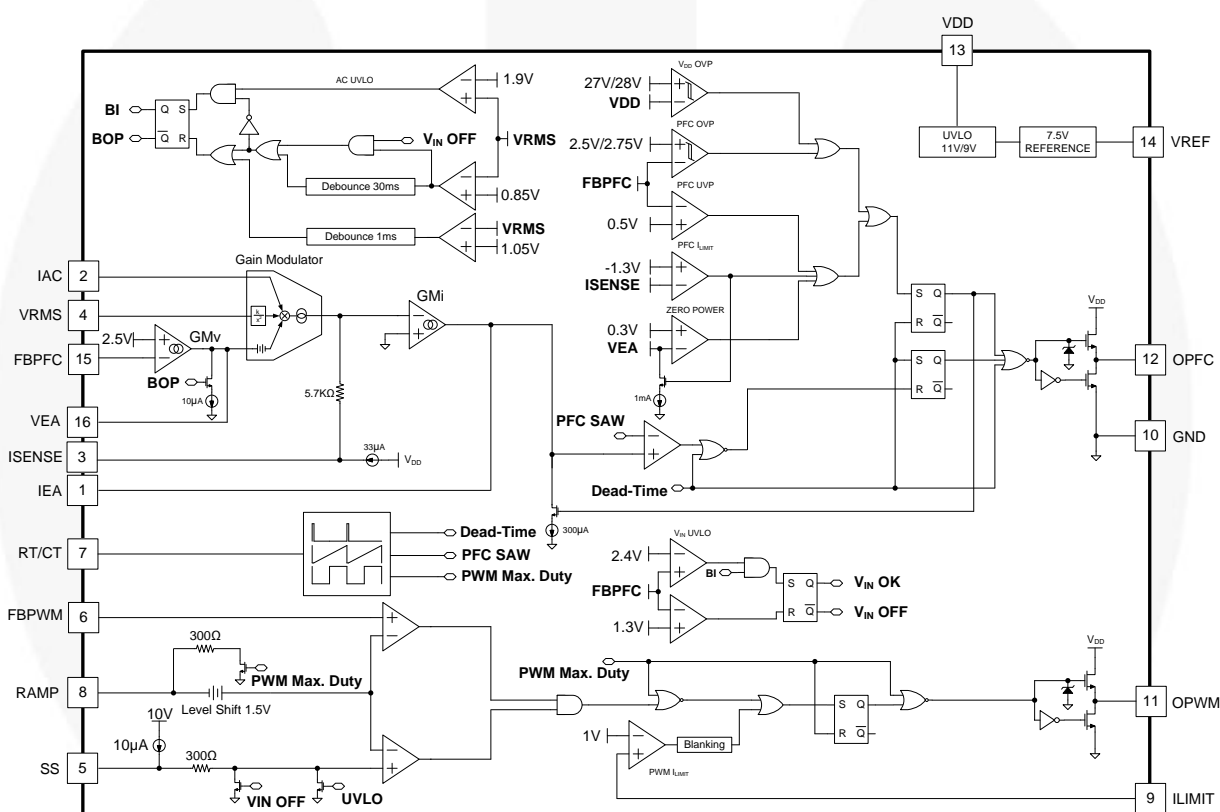 VDD
13
AC UVLO
1.9V
BI
Q S
BOP
Q R
VIN OFF
VRMS
Debounce 30ms
0.85V
VRMS
Debounce 1ms
1.05V
VDD OVP
27V/28V
VDD
PFC OVP
2.5V/2.75V
FBPFC
PFC UVP
0.5V
PFC ILIMIT
-1.3V
ISENSE
ZERO POWER
0.3V
VEA
1mA
UVLO
11V/9V
7.5V
REFERENCE
14 VREF
Gain Modulator
IAC 2
VRMS 4
k
x²
GMi
2.5V
GMv
FBPFC 15
BOP
10µA
5.7KΩ
VEA 16
ISENSE 3
33µA
VDD
IEA 1
PFC SAW
Dead-Time
300µA
S Q
R Q
S Q
R Q
VDD
12 OPFC
10 GND
RT/CT 7
Dead-Time
PFC SAW
PWM Max. Duty
VIN UVLO
2.4V
BI
FBPFC
1.3V
S Q
R Q
VIN OK
VIN OFF
FBPWM 6
300Ω
PWM Max. Duty
RAMP 8
Level Shift 1.5V
10V
10µA
300Ω
SS 5
VIN OFF
UVLO
PWM Max. Duty
1V
Blanking
PWM ILIMIT
S Q
R Q
VDD
11 OPWM
9 ILIMIT